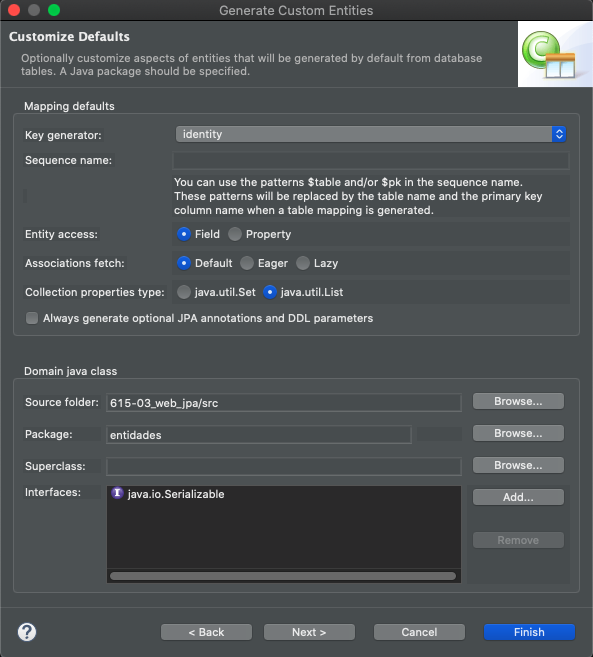 Generate Custom Entities
Customize Defaults
Optionally customize aspects of entities that will be generated by default from database
tables. A Java package should be specified.
Mapping defaults
Key generator: identity
Sequence name:
You can use the patterns $table and/or $pk in the sequence name.
These patterns will be replaced by the table name and the primary key
column name when a table mapping is generated.
Entity access: Field Property
Associations fetch: Default Eager Lazy
Collection properties type: java.util.Set java.util.List
Always generate optional JPA annotations and DDL parameters
Domain java class
Source folder: 615-03_web_jpa/src Browse...
Package: entidades Browse...
Superclass: Browse...
Interfaces: I java.io.Serializable Add...
Remove
? < Back Next > Cancel Finish